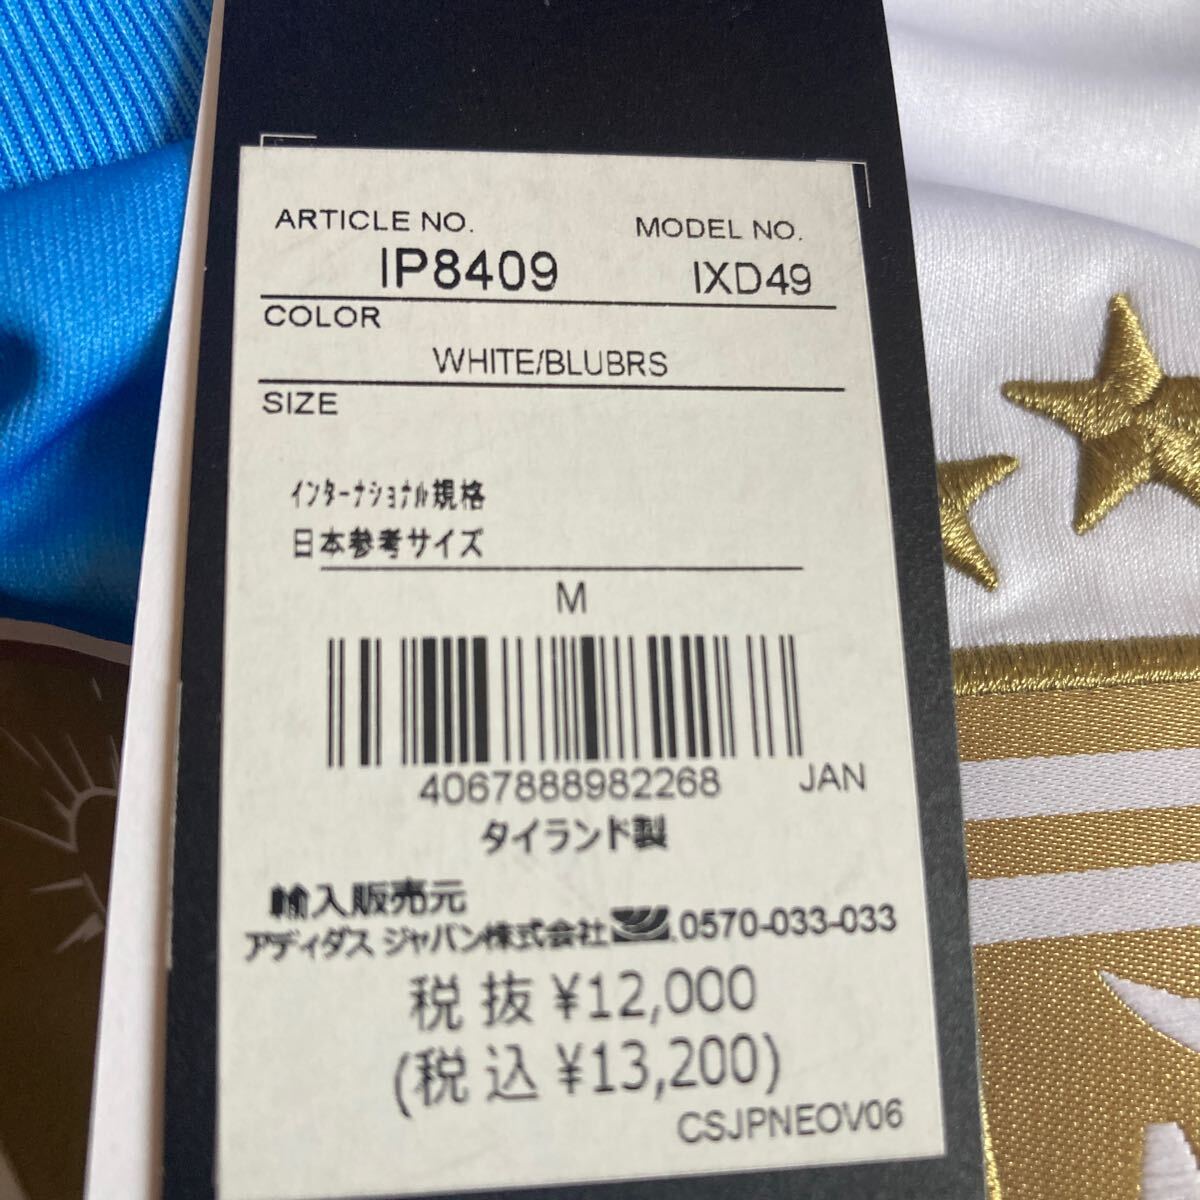 ARTICLE NO. MODEL NO.
IP8409 IXD49
COLOR
WHITE/BLUBRS
SIZE
インターナショナル規格
日本参考サイズ
M
4067888982268 JAN
タイランド製
輸入販売元
アディダス ジャパン株式会社 0570-033-033
税抜 ¥12,000
(税込 ¥13,200)
CSJPNEOV06